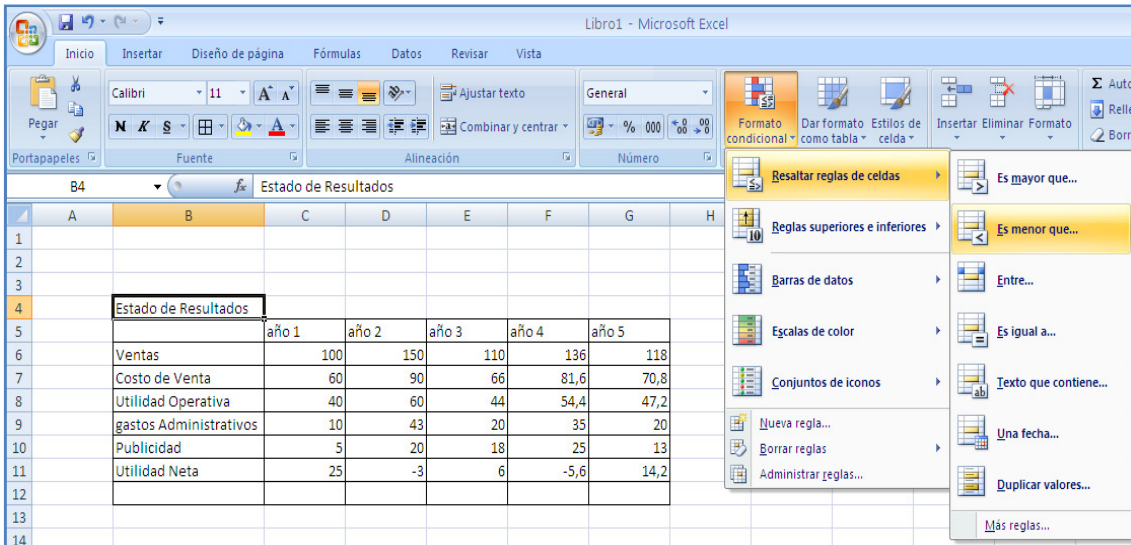 Libro1 - Microsoft Excel
Inicio Insertar Diseño de página Fórmulas Datos Revisar Vista
Calibri 11 A A Ajustar texto General Σ Auto
Pegar N K S A Combinar y centrar % 000 Formato condicional Dar formato como tabla Estilos de celda Insertar Eliminar Formato Relle
Borr
Portapapeles Fuente Alineación Número
B4 fx Estado de Resultados
A B C D E F G H
1
2
3
4 Estado de Resultados
5 año 1 año 2 año 3 año 4 año 5
6 Ventas 100 150 110 136 118
7 Costo de Venta 60 90 66 81,6 70,8
8 Utilidad Operativa 40 60 44 54,4 47,2
9 gastos Administrativos 10 43 20 35 20
10 Publicidad 5 20 18 25 13
11 Utilidad Neta 25 -3 6 -5,6 14,2
12
13
14
Resaltar reglas de celdas
Reglas superiores e inferiores
Barras de datos
Escalas de color
Conjuntos de iconos
Nueva regla...
Borrar reglas
Administrar reglas...
Es mayor que...
Es menor que...
Entre...
Es igual a...
Texto que contiene...
Una fecha...
Duplicar valores...
Más reglas...